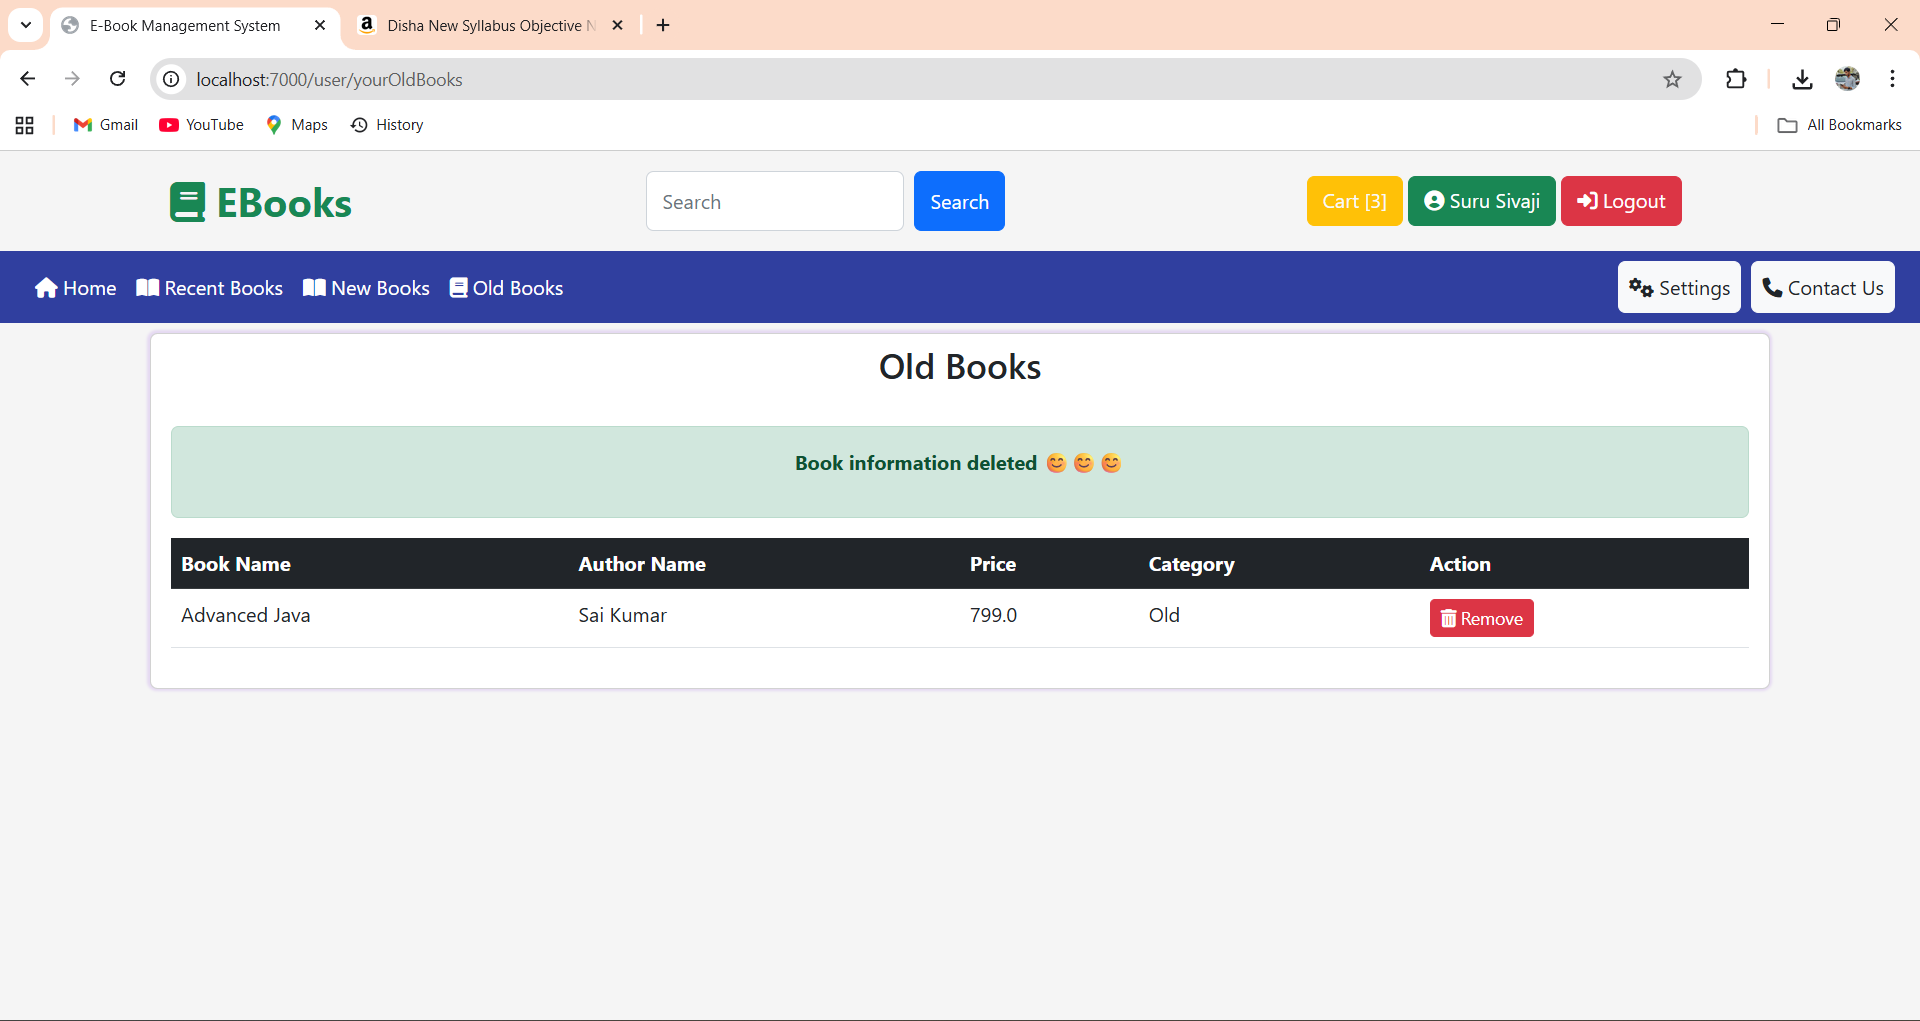 E-Book Management System
Disha New Syllabus Objective N
localhost:7000/user/yourOldBooks
Gmail YouTube Maps History All Bookmarks
EBooks Search Search Cart [3] Suru Sivaji Logout
Home Recent Books New Books Old Books Settings Contact Us
Old Books
Book information deleted 😊 😊 😊
Book Name Author Name Price Category Action
Advanced Java Sai Kumar 799.0 Old Remove